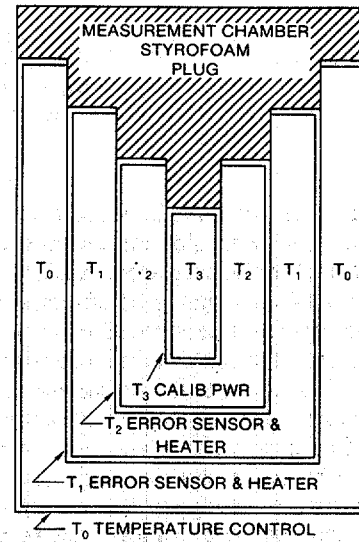 MEASUREMENT CHAMBER
STYROFOAM
PLUG
T₀ T₁ T₃ T₂ T₁ T₀
T₃ CALIB PWR
T₂ ERROR SENSOR &
HEATER
T₁ ERROR SENSOR & HEATER
T₀ TEMPERATURE CONTROL